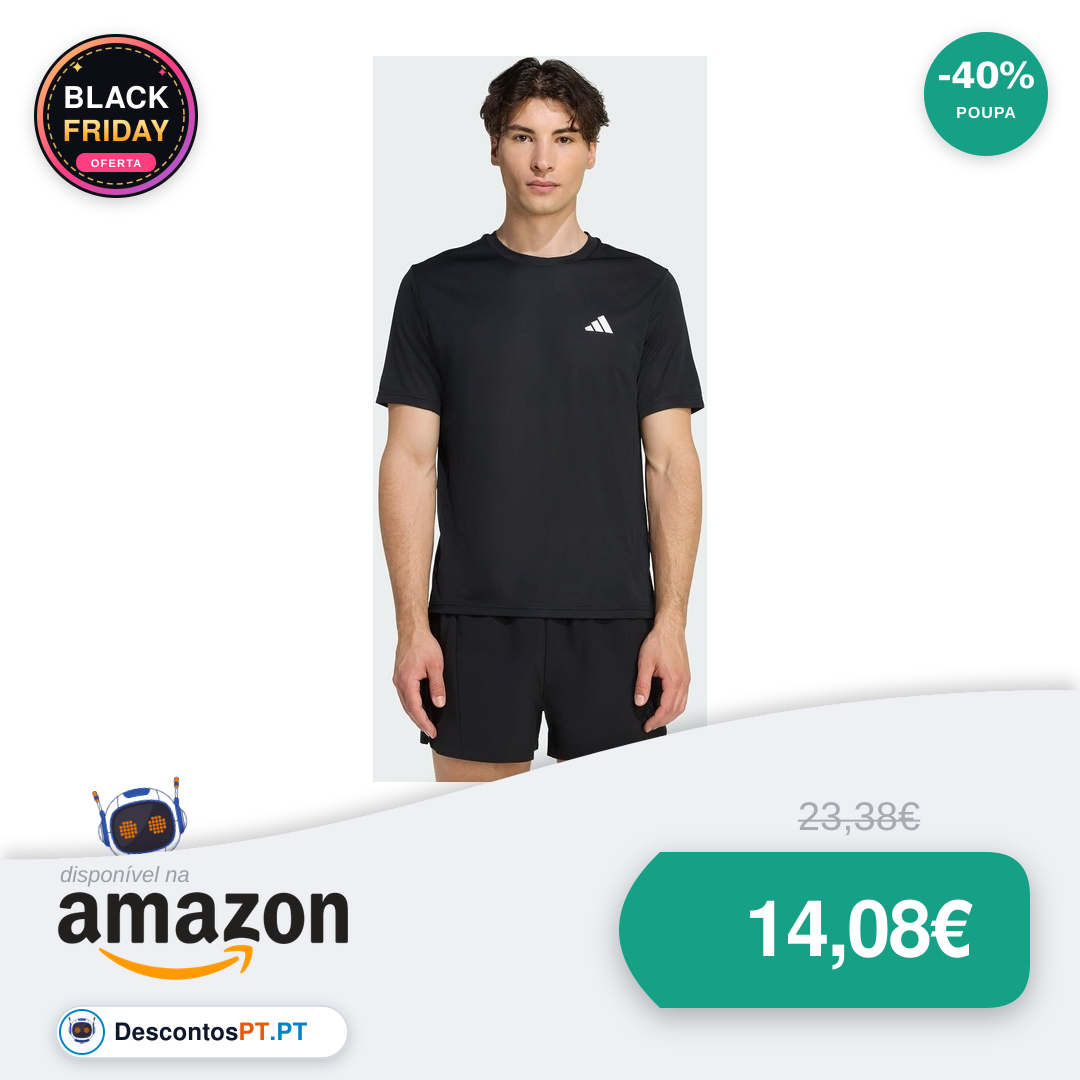 BLACK
FRIDAY
OFERTA
-40%
POUPA
23,38€
14,08€
disponível na
amazon
DescontosPT.PT